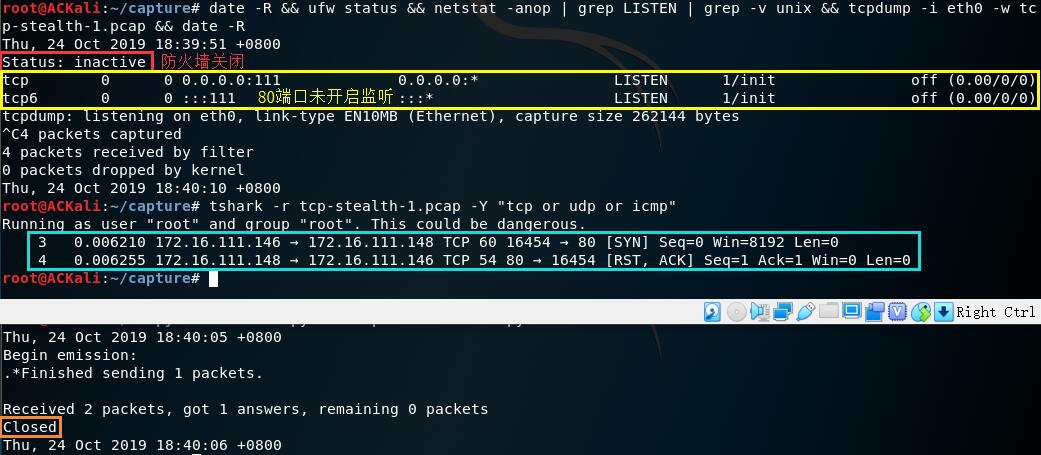 root@ACKali:~/capture# date -R && ufw status && netstat -anop | grep LISTEN | grep -v unix && tcpdump -i eth0 -w tc
p-stealth-1.pcap && date -R
Thu, 24 Oct 2019 18:39:51 +0800
Status: inactive 防火墙关闭
tcp 0 0 0.0.0.0:111 0.0.0.0:* LISTEN 1/init off (0.00/0/0)
tcp6 0 0 :::111 80端口未开启监听 :::* LISTEN 1/init off (0.00/0/0)
tcpdump: listening on eth0, link-type EN10MB (Ethernet), capture size 262144 bytes
^C4 packets captured
4 packets received by filter
0 packets dropped by kernel
Thu, 24 Oct 2019 18:40:10 +0800
root@ACKali:~/capture# tshark -r tcp-stealth-1.pcap -Y "tcp or udp or icmp"
Running as user "root" and group "root". This could be dangerous.
3 0.006210 172.16.111.146 → 172.16.111.148 TCP 60 16454 → 80 [SYN] Seq=0 Win=8192 Len=0
4 0.006255 172.16.111.148 → 172.16.111.146 TCP 54 80 → 16454 [RST, ACK] Seq=1 Ack=1 Win=0 Len=0
root@ACKali:~/capture#
Right Ctrl
Thu, 24 Oct 2019 18:40:05 +0800
Begin emission:
.*Finished sending 1 packets.
Received 2 packets, got 1 answers, remaining 0 packets
Closed
Thu, 24 Oct 2019 18:40:06 +0800